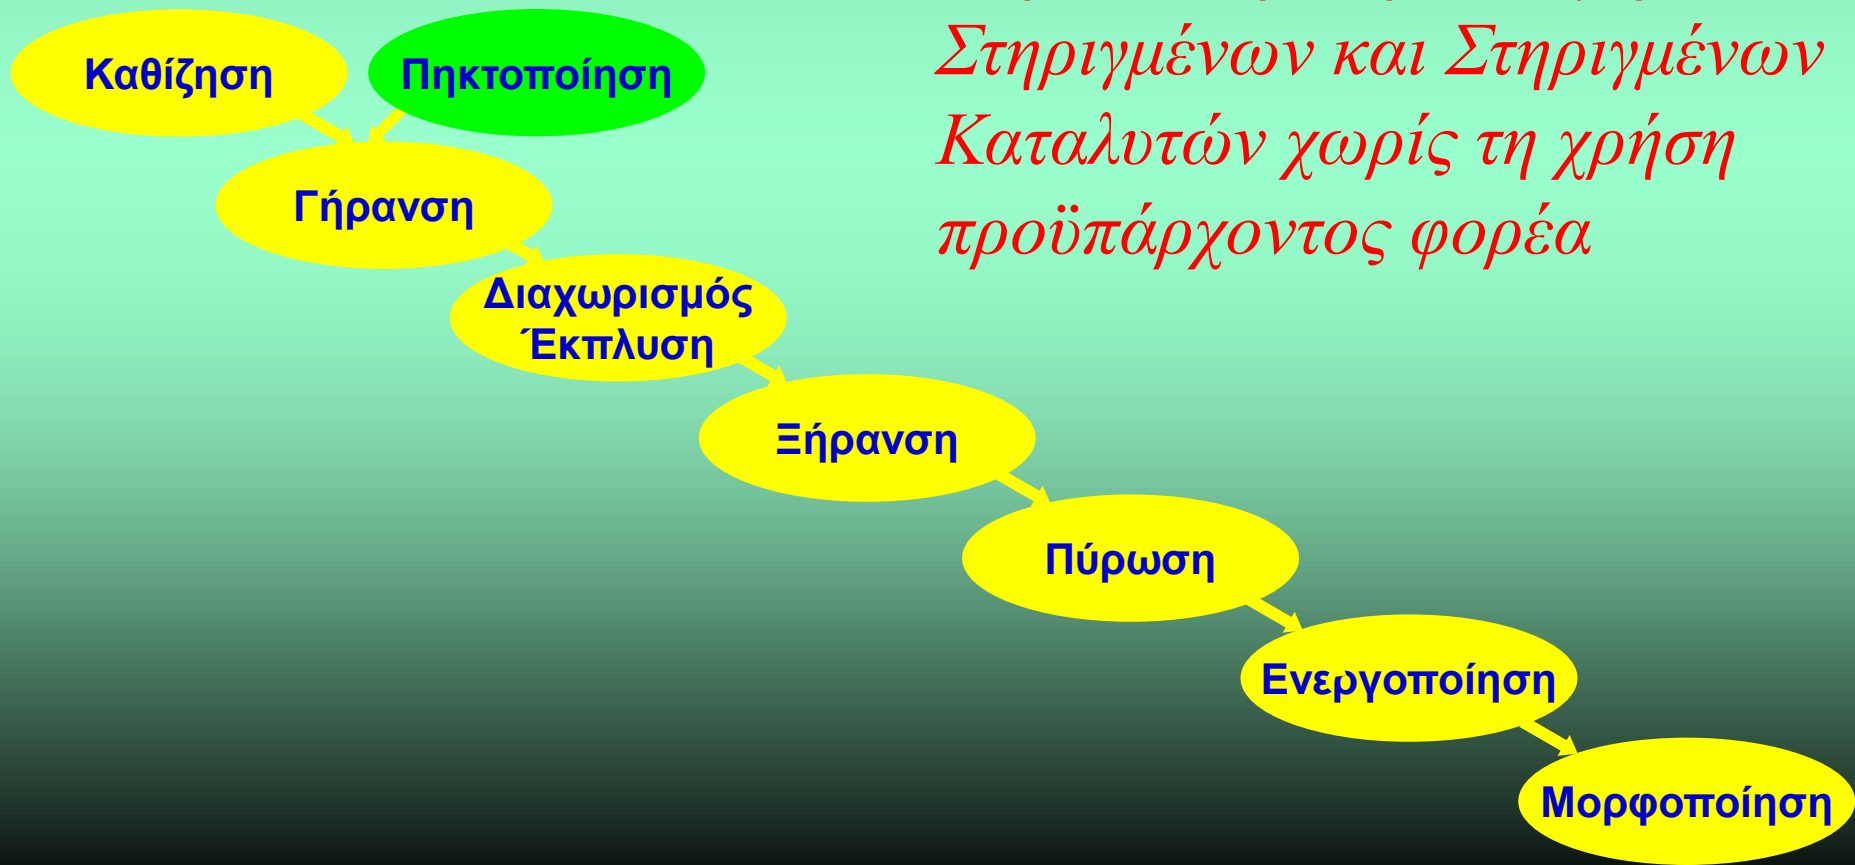 Στηριγμένων και Στηριγμένων
Καταλυτών χωρίς τη χρήση
προϋπάρχοντος φορέα
Καθίζηση
Πηκτοποίηση
Γήρανση
Διαχωρισμός
Έκπλυση
Ξήρανση
Πύρωση
Ενεργοποίηση
Μορφοποίηση